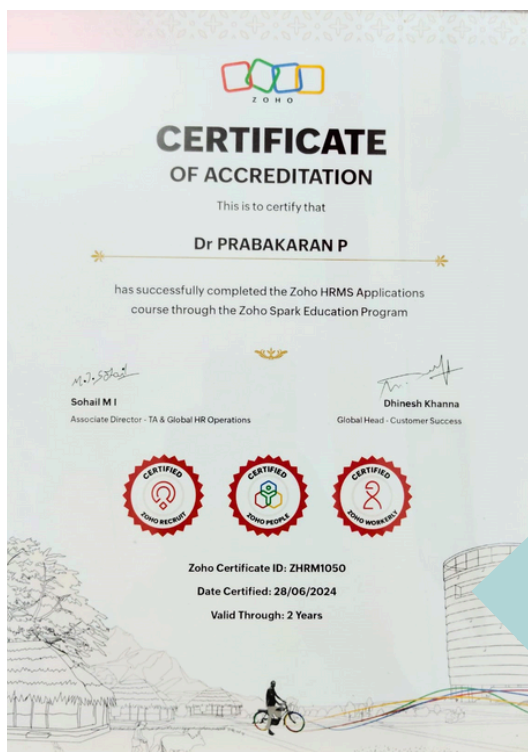 ZOHO
CERTIFICATE
OF ACCREDITATION
This is to certify that
Dr PRABAKARAN P
has successfully completed the Zoho HRMS Applications
course through the Zoho Spark Education Program
Sohail M I
Associate Director - TA & Global HR Operations
Dhinesh Khanna
Global Head - Customer Success
CERTIFIED
ZOHO RECRUIT
CERTIFIED
ZOHO PEOPLE
CERTIFIED
ZOHO WORKERLY
Zoho Certificate ID: ZHRM1050
Date Certified: 28/06/2024
Valid Through: 2 Years